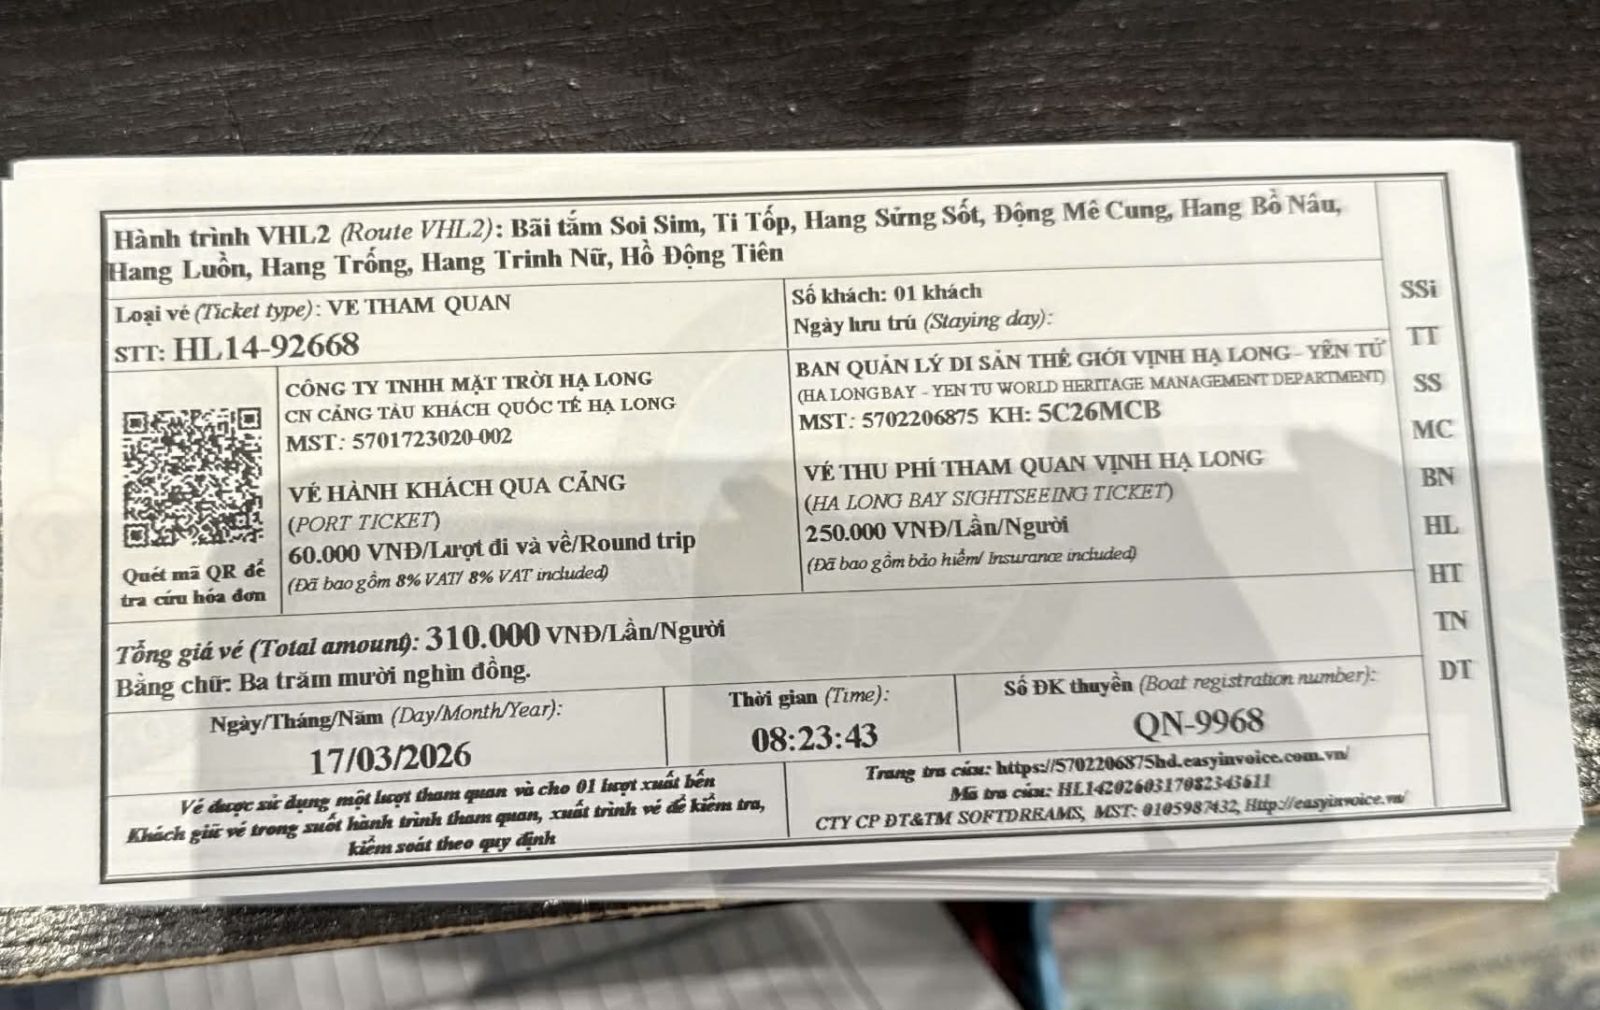 Hành trình VHL2 (Route VHL2): Bãi tắm Soi Sim, Ti Tốp, Hang Sửng Sốt, Động Mê Cung, Hang Bồ Nâu,
Hang Luồn, Hang Trống, Hang Trinh Nữ, Hồ Động Tiên
Loại vé (Ticket type): VÉ THAM QUAN
STT: HL14-92668
Số khách: 01 khách
Ngày lưu trú (Staying day):
Quét mã QR để
tra cứu hóa đơn
CÔNG TY TNHH MẶT TRỜI HẠ LONG
CN CẢNG TÀU KHÁCH QUỐC TẾ HẠ LONG
MST: 5701723020-002
VÉ HÀNH KHÁCH QUA CẢNG
(PORT TICKET)
60.000 VNĐ/Lượt đi và về/Round trip
(Đã bao gồm 8% VAT/ 8% VAT included)
BAN QUẢN LÝ DI SẢN THẾ GIỚI VỊNH HẠ LONG - YÊN TỬ
(HA LONG BAY - YEN TU WORLD HERITAGE MANAGEMENT DEPARTMENT)
MST: 5702206875 KH: 5C26MCB
VÉ THU PHÍ THAM QUAN VỊNH HẠ LONG
(HA LONG BAY SIGHTSEEING TICKET)
250.000 VNĐ/Lần/Người
(Đã bao gồm bảo hiểm/ Insurance included)
Tổng giá vé (Total amount): 310.000 VNĐ/Lần/Người
Bằng chữ: Ba trăm mười nghìn đồng.
Ngày/Tháng/Năm (Day/Month/Year):
17/03/2026
Thời gian (Time):
08:23:43
Số ĐK thuyền (Boat registration number):
QN-9968
Vé được sử dụng một lượt tham quan và cho 01 lượt xuất bến
Khách giữ vé trong suốt hành trình tham quan, xuất trình vé để kiểm tra,
kiểm soát theo quy định
Trang tra cứu: https://5702206875hd.easyinvoice.com.vn/
Mã tra cứu: HL1420260317082343611
CTY CP ĐT&TM SOFTDREAMS, MST: 0105987432, Http://easyinvoice.vn/
SSi
TT
SS
MC
BN
HL
HT
TN
DT